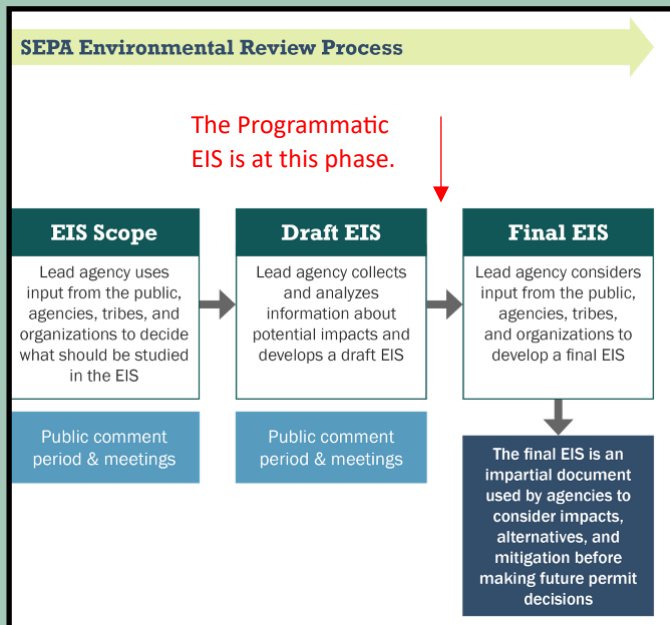 SEPA Environmental Review Process
The Programmatic
EIS is at this phase.
EIS Scope
Lead agency uses
input from the public,
agencies, tribes, and
organizations to decide
what should be studied
in the EIS
Public comment
period & meetings
Draft EIS
Lead agency collects
and analyzes
information about
potential impacts and
develops a draft EIS
Public comment
period & meetings
Final EIS
Lead agency considers
input from the public,
agencies, tribes,
and organizations to
develop a final EIS
The final EIS is an
impartial document
used by agencies to
consider impacts,
alternatives, and
mitigation before
making future permit
decisions